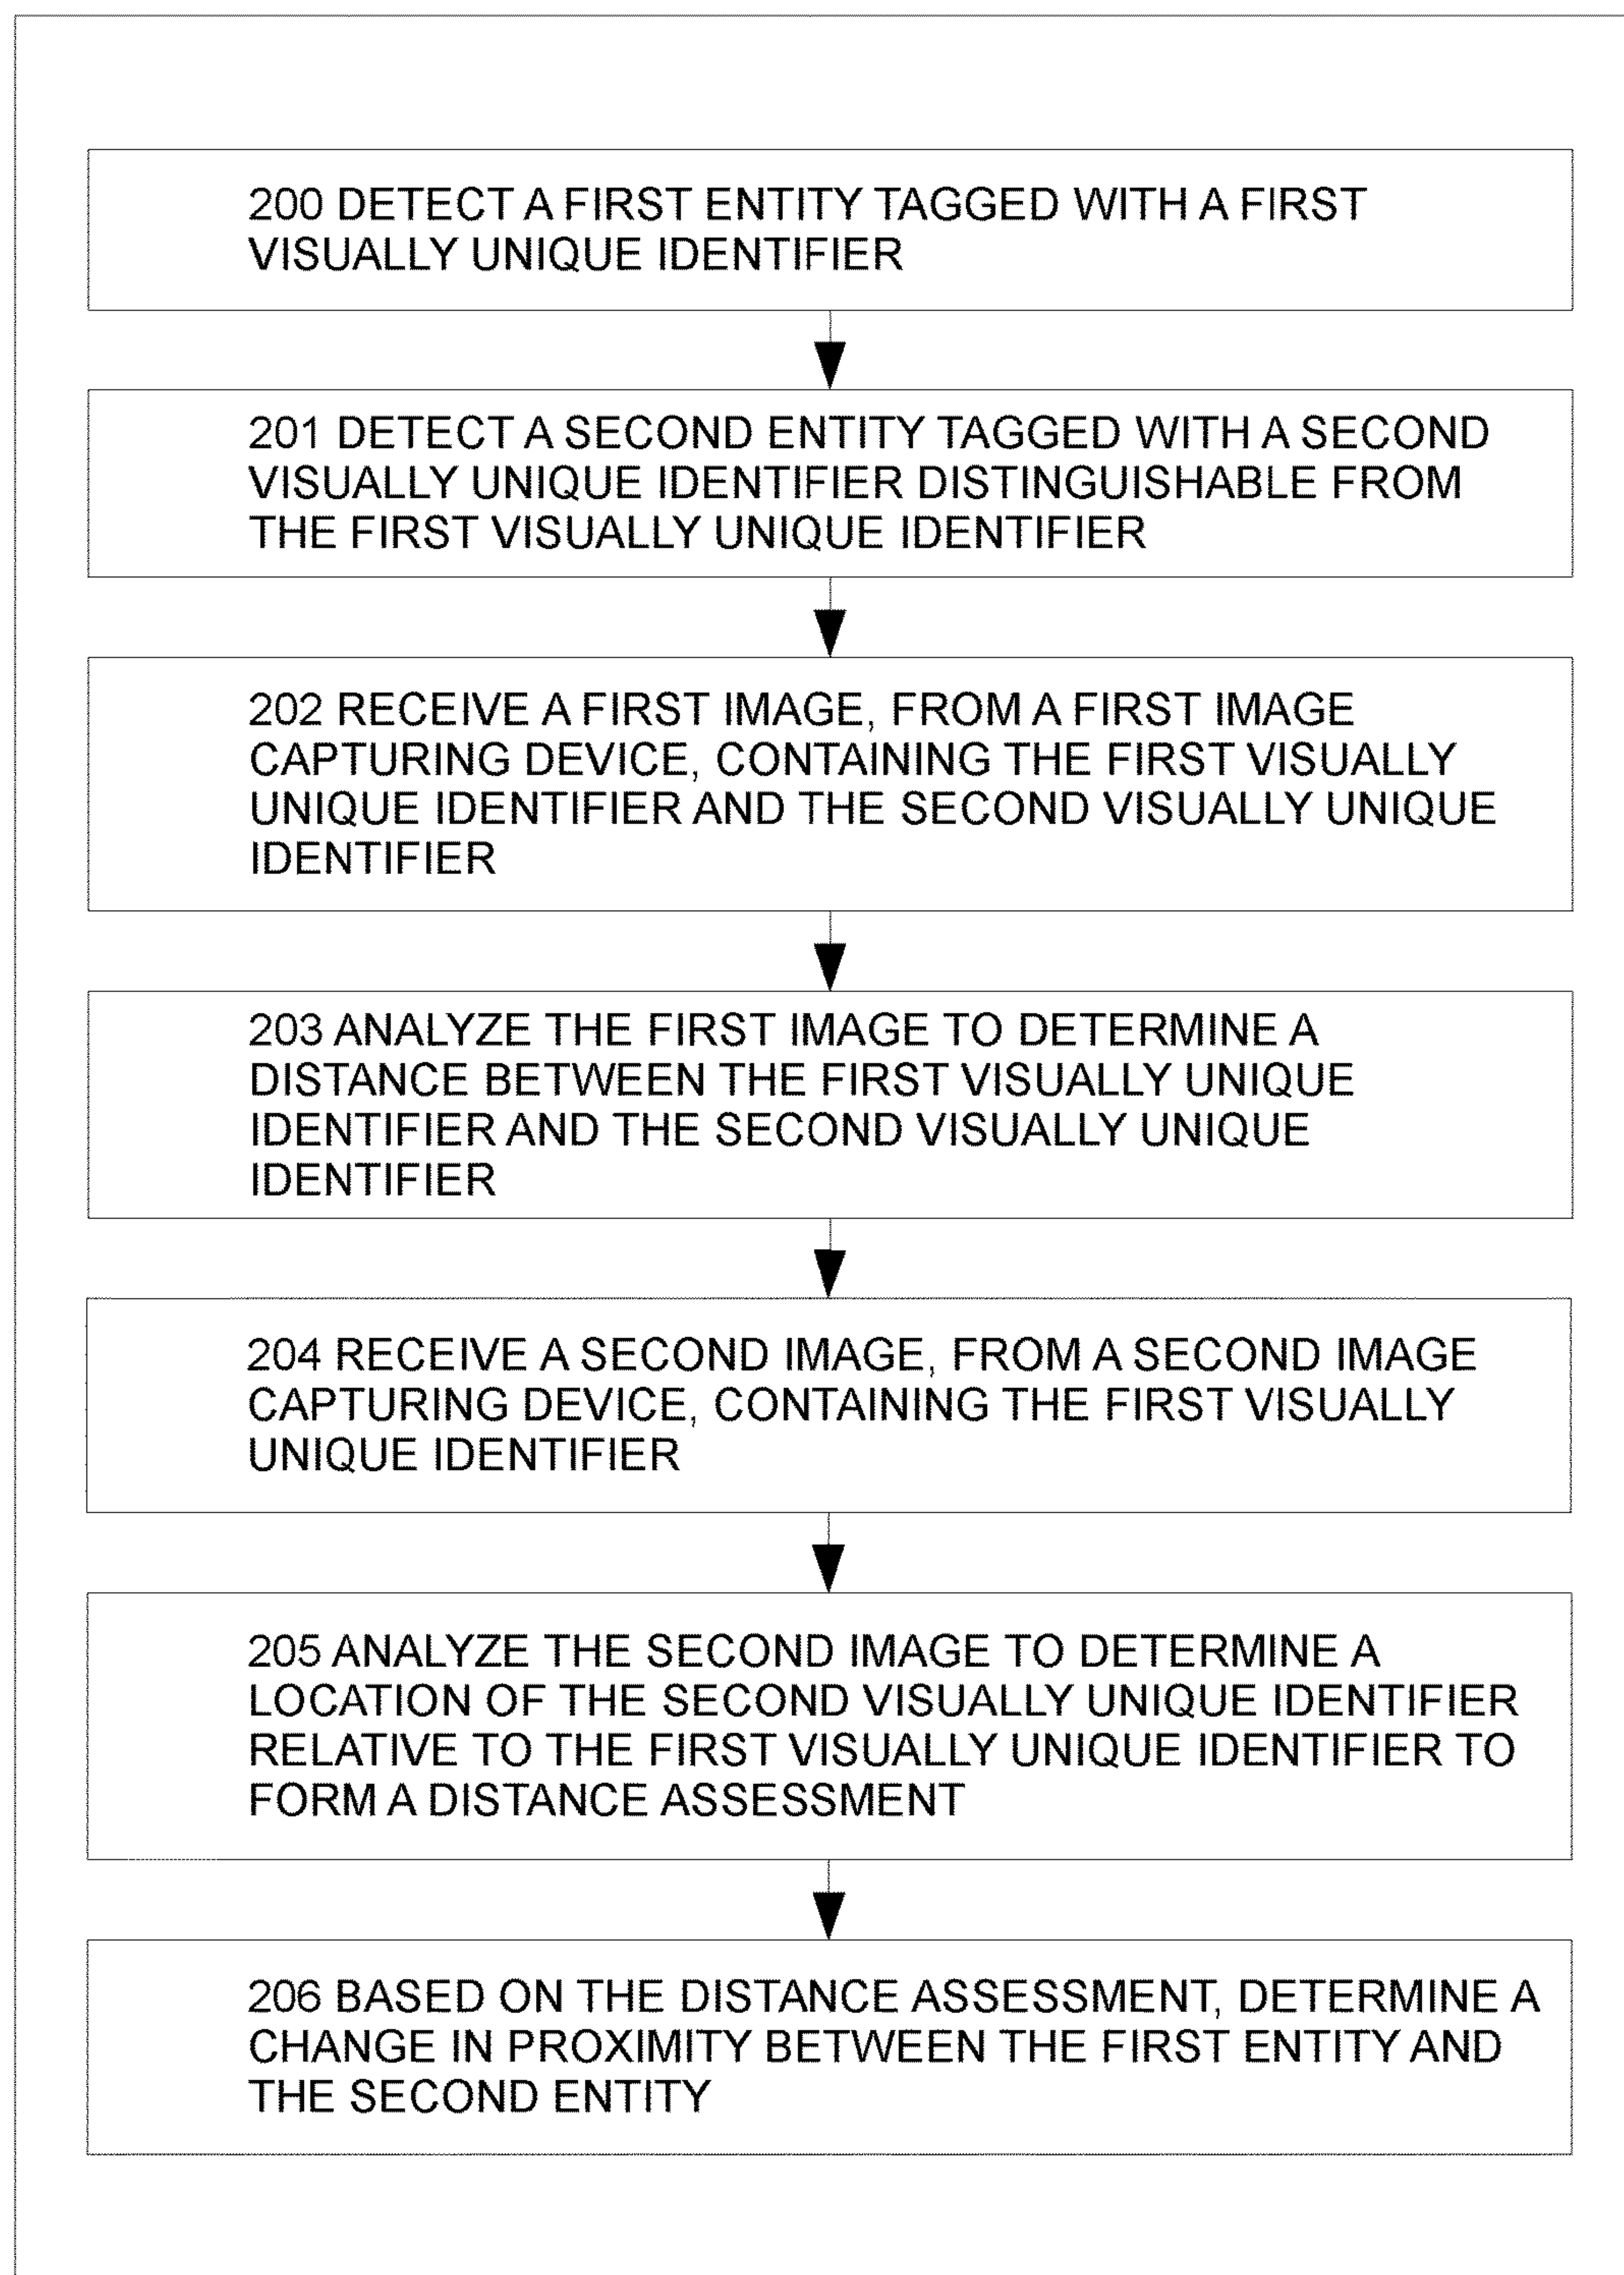 200 DETECT A FIRST ENTITY TAGGED WITH A FIRST
VISUALLY UNIQUE IDENTIFIER
201 DETECT A SECOND ENTITY TAGGED WITH A SECOND
VISUALLY UNIQUE IDENTIFIER DISTINGUISHABLE FROM
THE FIRST VISUALLY UNIQUE IDENTIFIER
202 RECEIVE A FIRST IMAGE, FROM A FIRST IMAGE
CAPTURING DEVICE, CONTAINING THE FIRST VISUALLY
UNIQUE IDENTIFIER AND THE SECOND VISUALLY UNIQUE
IDENTIFIER
203 ANALYZE THE FIRST IMAGE TO DETERMINE A
DISTANCE BETWEEN THE FIRST VISUALLY UNIQUE
IDENTIFIER AND THE SECOND VISUALLY UNIQUE
IDENTIFIER
204 RECEIVE A SECOND IMAGE, FROM A SECOND IMAGE
CAPTURING DEVICE, CONTAINING THE FIRST VISUALLY
UNIQUE IDENTIFIER
205 ANALYZE THE SECOND IMAGE TO DETERMINE A
LOCATION OF THE SECOND VISUALLY UNIQUE IDENTIFIER
RELATIVE TO THE FIRST VISUALLY UNIQUE IDENTIFIER TO
FORM A DISTANCE ASSESSMENT
206 BASED ON THE DISTANCE ASSESSMENT, DETERMINE A
CHANGE IN PROXIMITY BETWEEN THE FIRST ENTITY AND
THE SECOND ENTITY